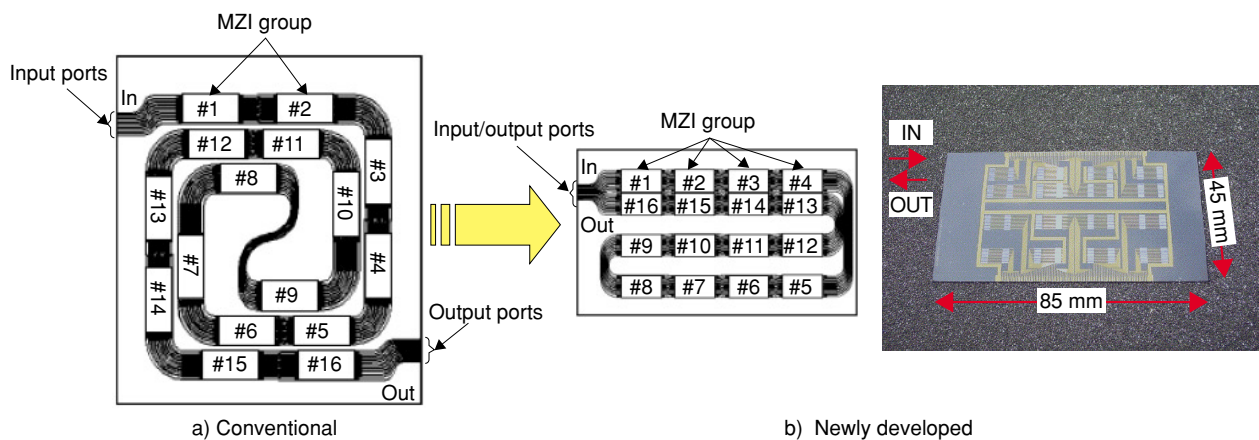 MZI group
Input ports
In
#1 #2
#12 #11
#8
#3
#13
#10
#7
#4
#14
#9
#6 #5
#15 #16
Output ports
Out
a) Conventional
MZI group
Input/output ports
In
#1 #2 #3 #4
#16 #15 #14 #13
Out
#9 #10 #11 #12
#8 #7 #6 #5
IN
OUT
45 mm
85 mm
b) Newly developed